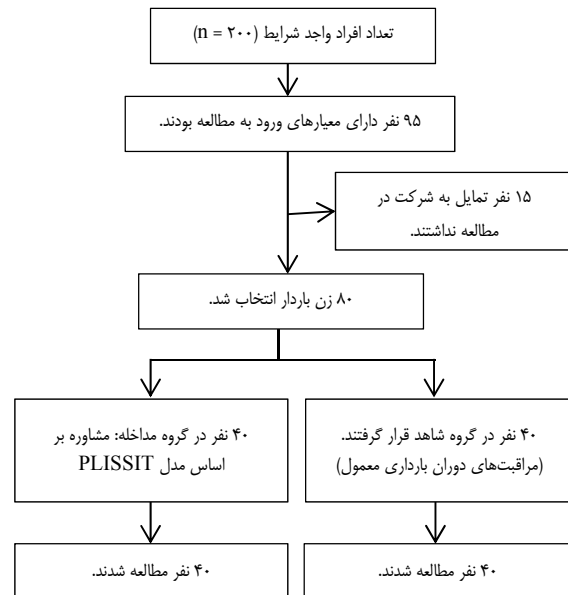 تعداد افراد واجد شرایط (n = ۲۰۰)
۹۵ نفر دارای معیارهای ورود به مطالعه بودند.
۱۵ نفر تمایل به شرکت در
مطالعه نداشتند.
۸۰ زن باردار انتخاب شد.
۴۰ نفر در گروه شاهد قرار گرفتند.
(مراقبت‌های دوران بارداری معمول)
۴۰ نفر در گروه مداخله: مشاوره بر
اساس مدل PLISSIT
۴۰ نفر مطالعه شدند.
۴۰ نفر مطالعه شدند.